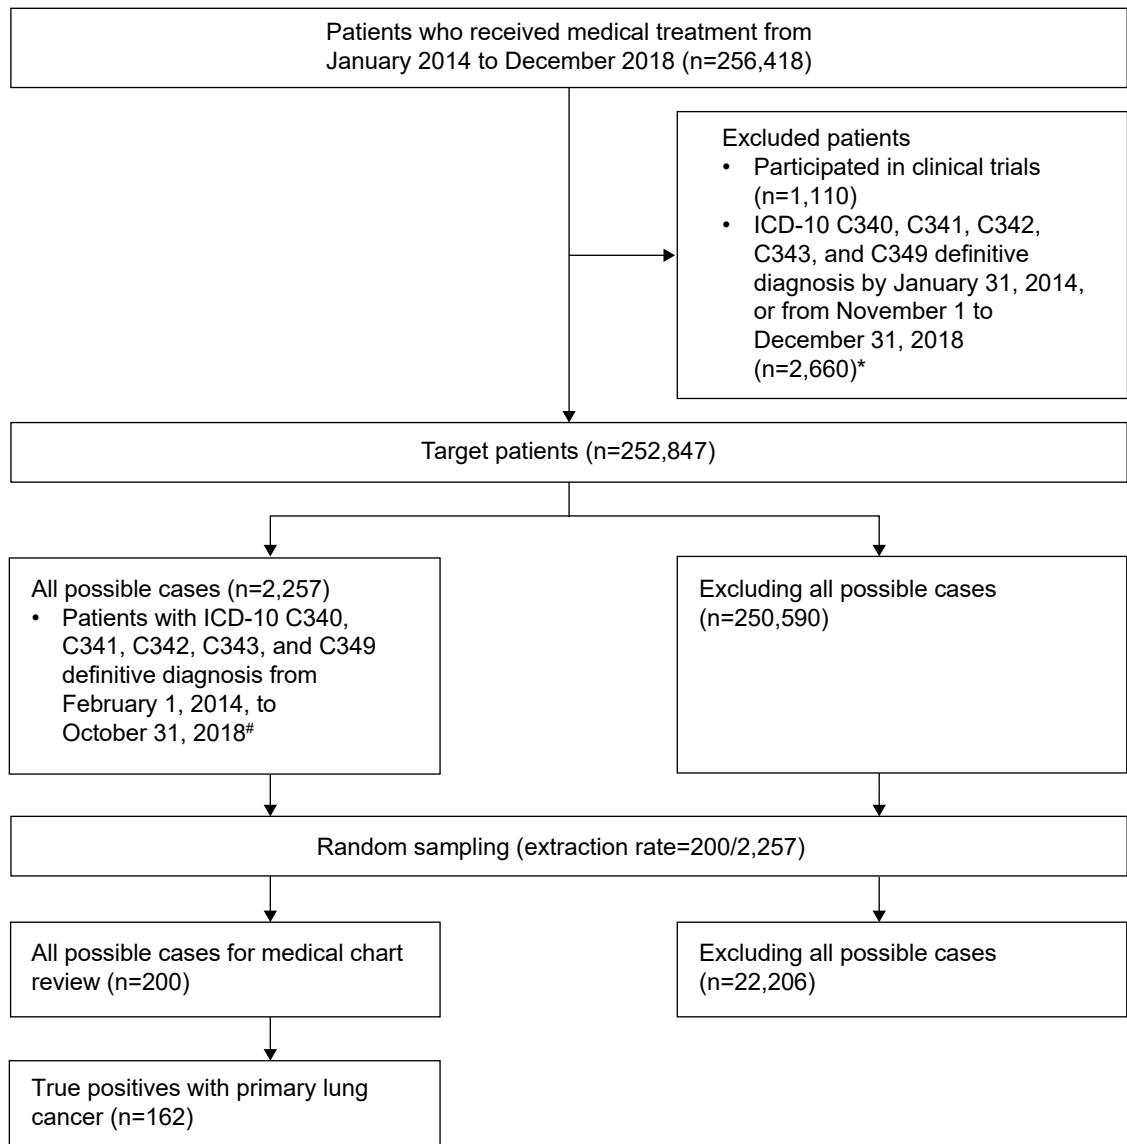 Patients who received medical treatment from
January 2014 to December 2018 (n=256,418)
Excluded patients
• Participated in clinical trials
(n=1,110)
• ICD-10 C340, C341, C342,
C343, and C349 definitive
diagnosis by January 31, 2014,
or from November 1 to
December 31, 2018
(n=2,660)*
Target patients (n=252,847)
All possible cases (n=2,257)
• Patients with ICD-10 C340,
C341, C342, C343, and C349
definitive diagnosis from
February 1, 2014, to
October 31, 2018#
Excluding all possible cases
(n=250,590)
Random sampling (extraction rate=200/2,257)
All possible cases for medical chart
review (n=200)
Excluding all possible cases
(n=22,206)
True positives with primary lung
cancer (n=162)